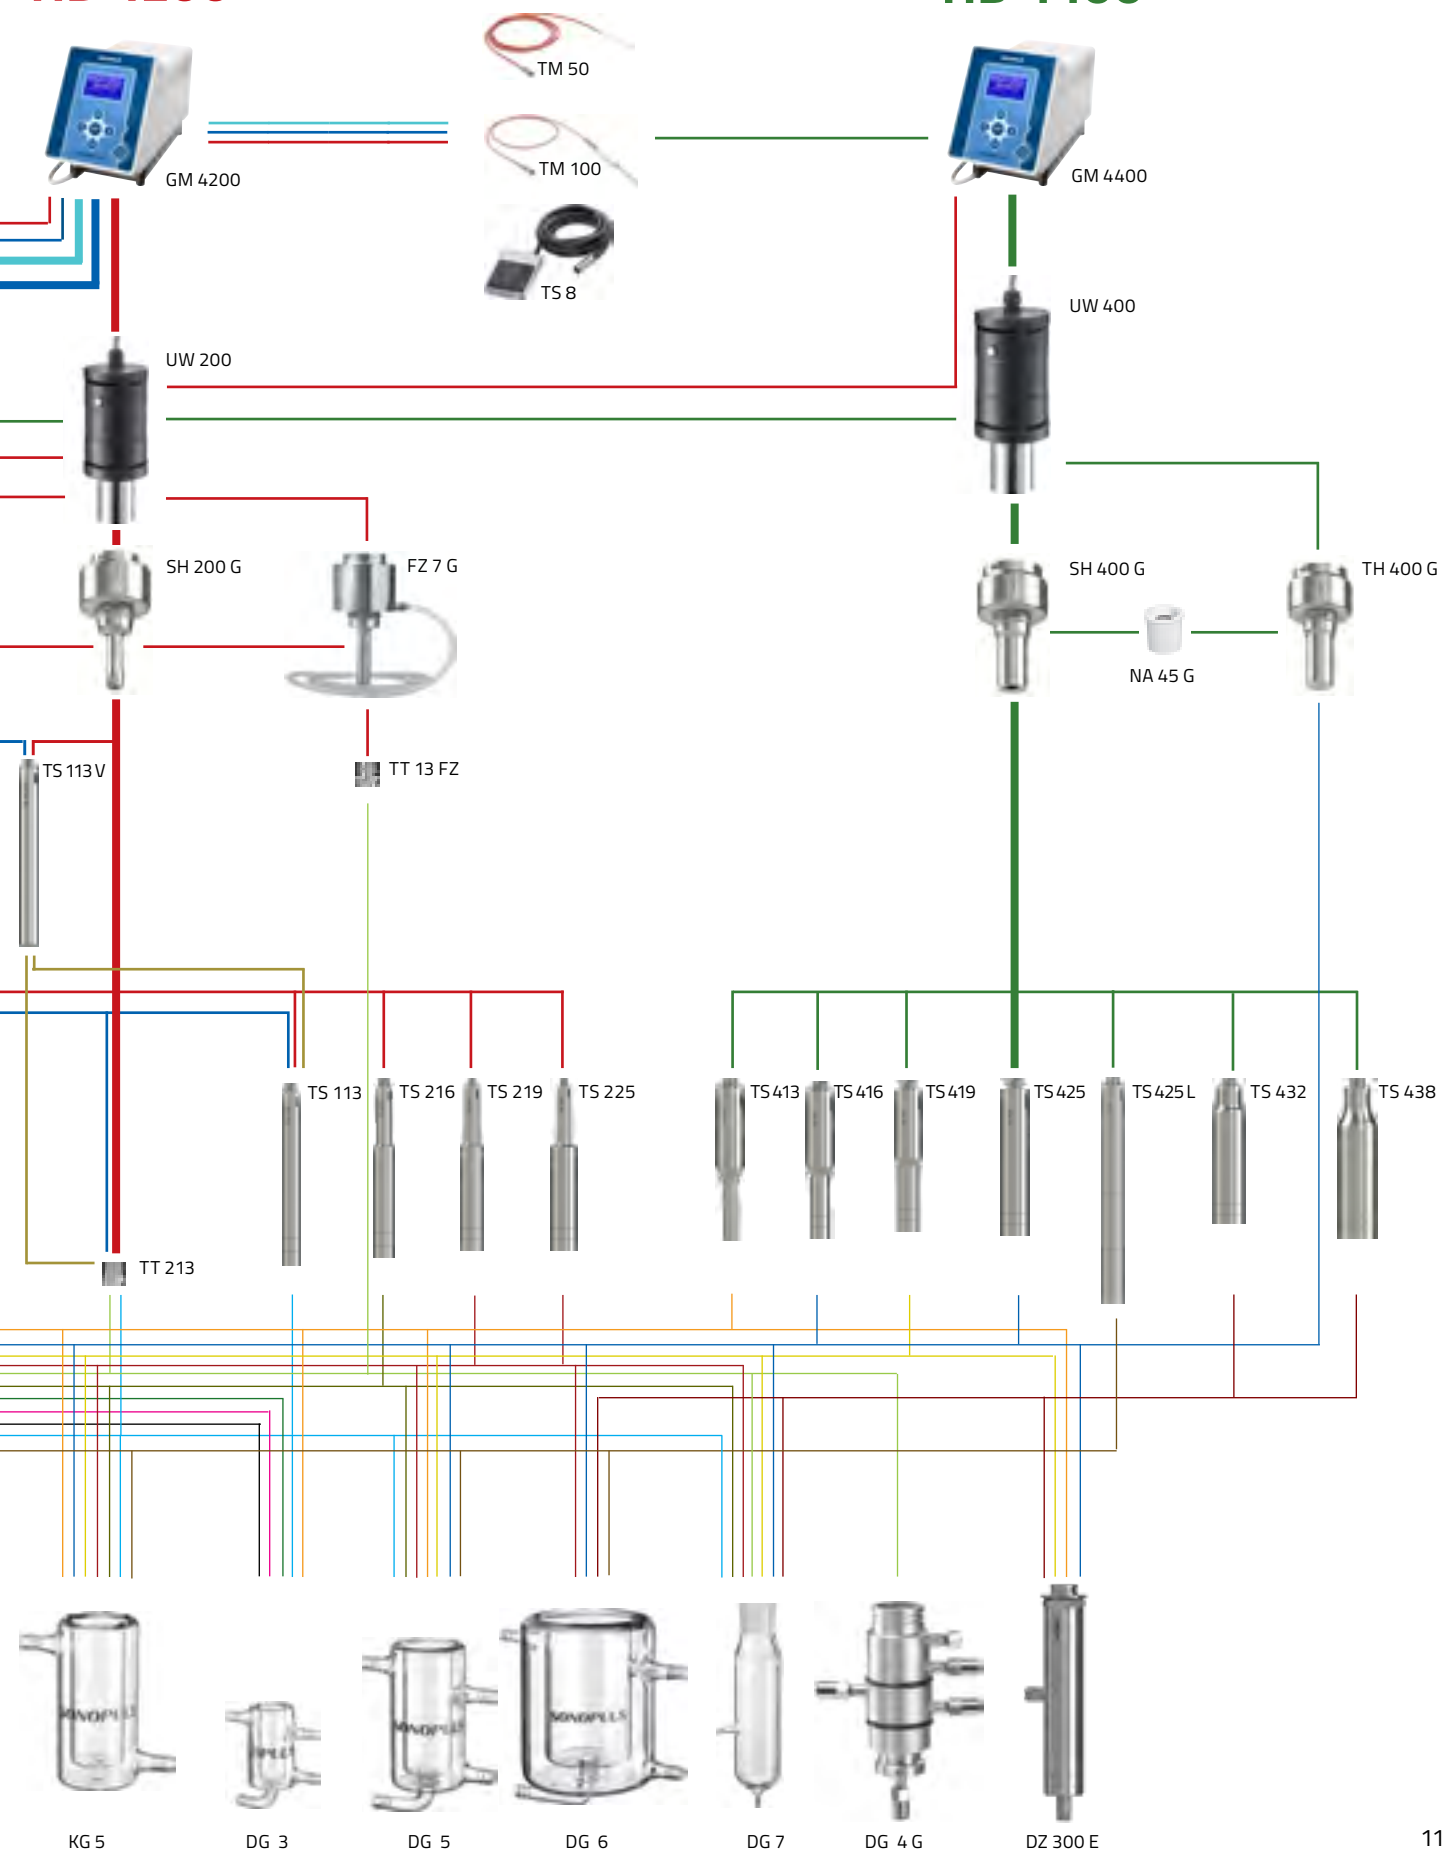 TM 50
TM 100
GM 4200
GM 4400
TS 8
UW 400
UW 200
SH 200 G
FZ 7 G
SH 400 G
TH 400 G
NA 45 G
TS 113 V
TT 13 FZ
TS 113
TS 216
TS 219
TS 225
TS 413
TS 416
TS 419
TS 425
TS 425 L
TS 432
TS 438
TT 213
SONOPULS
KG 5
DG 3
DG 5
DG 6
DG 7
DG 4 G
DZ 300 E
11